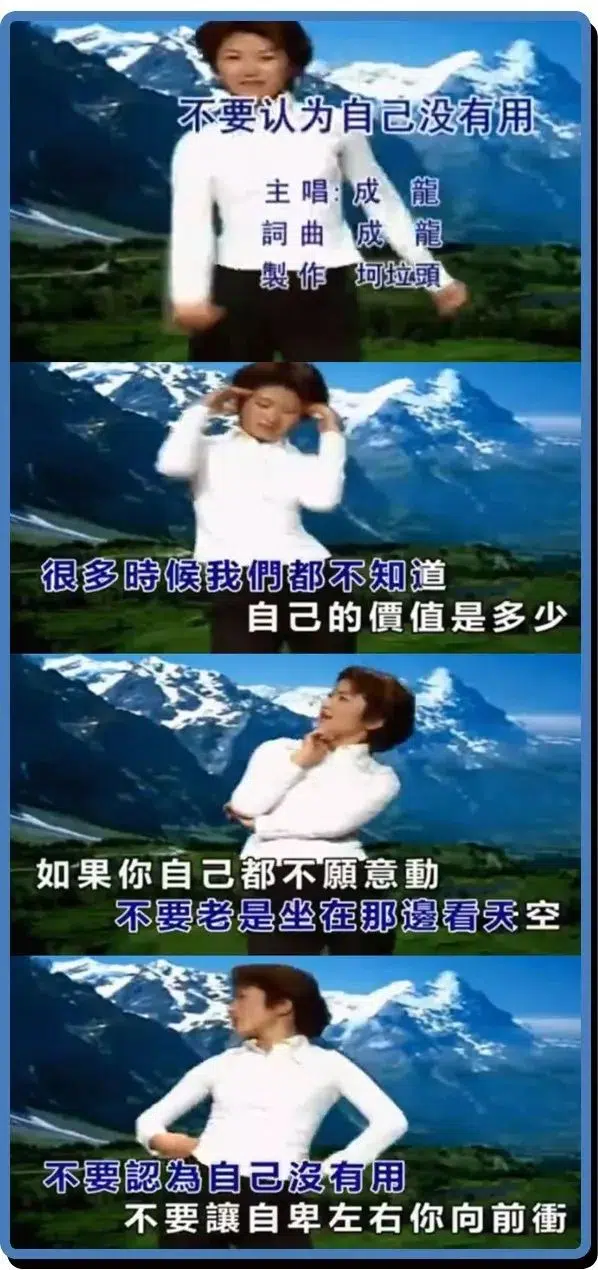 不要认为自己没有用
主唱:成龍
詞曲 成龍
製作 坷垃頭
很多時候我們都不知道
自己的價值是多少
如果你自己都不願意動
不要老是坐在那邊看天空
不要認為自己沒有用
不要讓自卑左右你向前衝